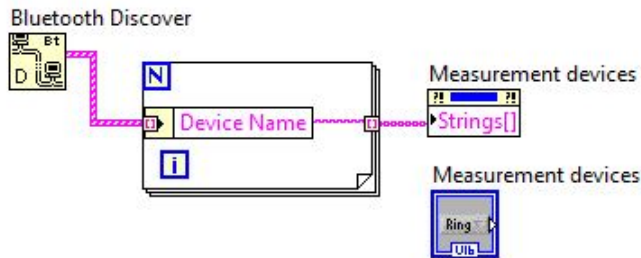 Bluetooth Discover
Bt
D
N
Measurement devices
?! ?!
Device Name
Strings[]
i
Measurement devices
Ring
U16